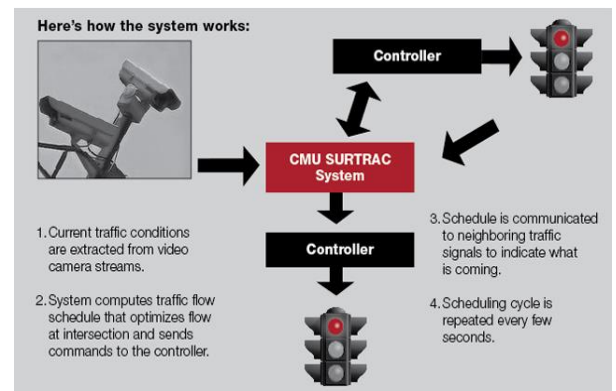 Here's how the system works:
Controller
CMU SURTRAC
System
Controller
1. Current traffic conditions
are extracted from video
camera streams.
2. System computes traffic flow
schedule that optimizes flow
at intersection and sends
commands to the controller.
3. Schedule is communicated
to neighboring traffic
signals to indicate what
is coming.
4. Scheduling cycle is
repeated every few
seconds.